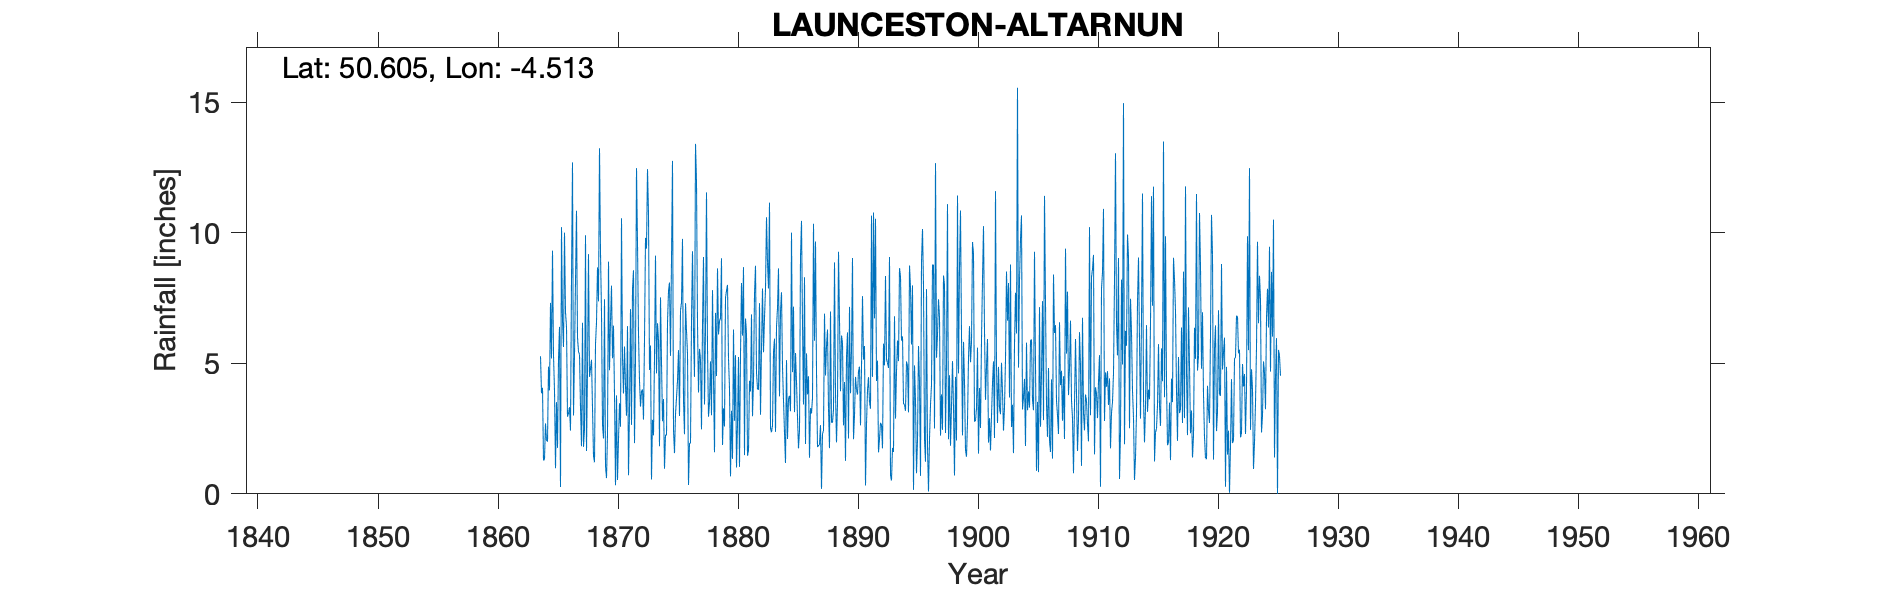 LAUNCESTON-ALTARNUN
Lat: 50.605, Lon: -4.513
15
10
5
0
Rainfall [inches]
1840 1850 1860 1870 1880 1890 1900 1910 1920 1930 1940 1950 1960
Year